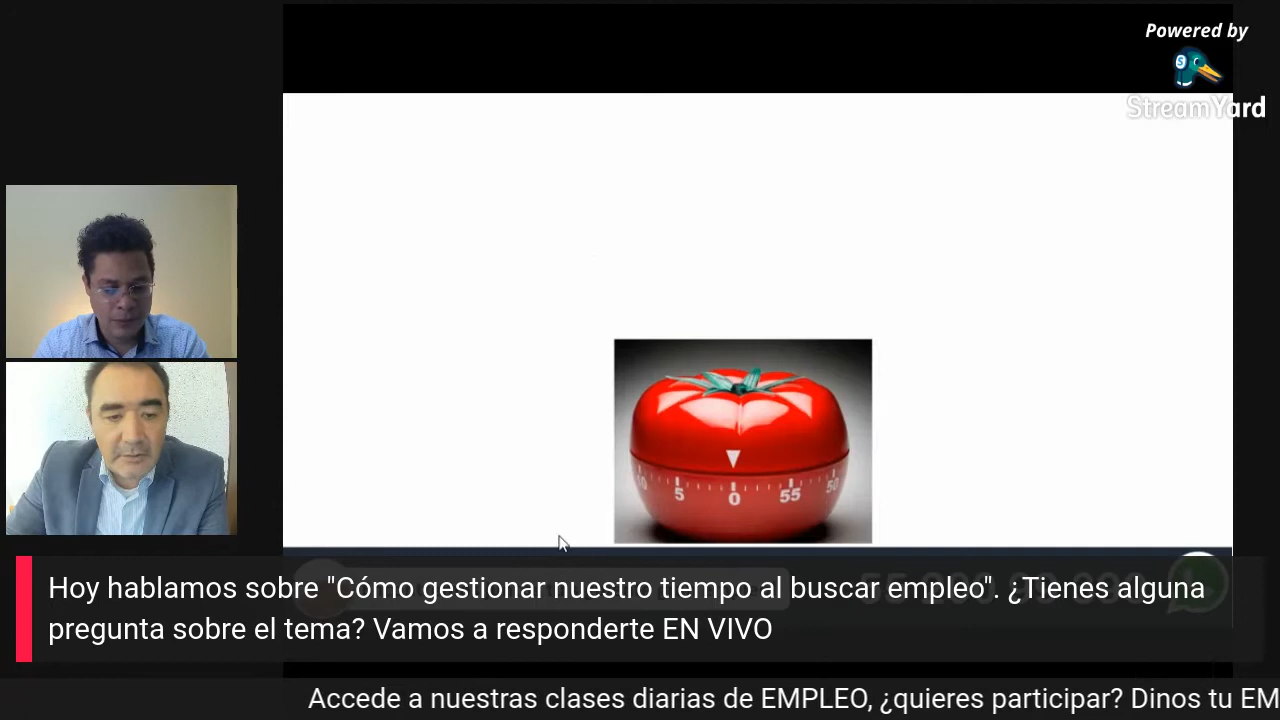 Powered by
StreamYard
10 5 0 55 50
Hoy hablamos sobre "Cómo gestionar nuestro tiempo al buscar empleo". ¿Tienes alguna
pregunta sobre el tema? Vamos a responderte EN VIVO
Accede a nuestras clases diarias de EMPLEO, ¿quieres participar? Dinos tu EM